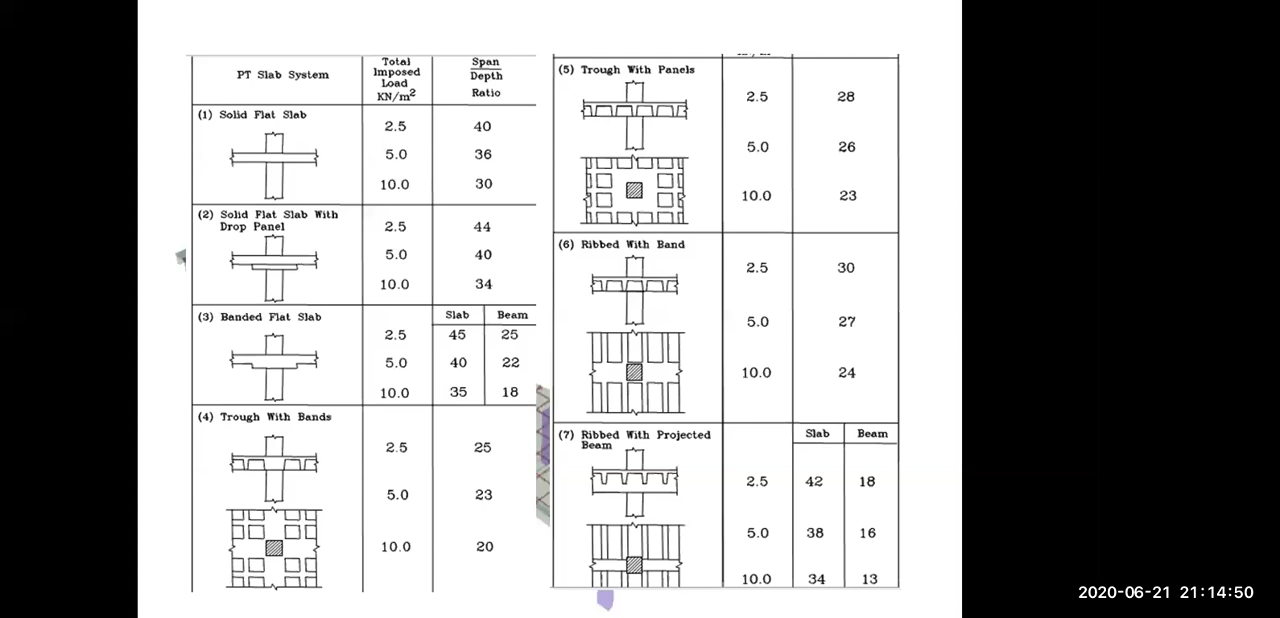 PT Slab System
Total
Imposed
Load
KN/m²
Span
Depth
Ratio
(1) Solid Flat Slab
2.5 40
5.0 36
10.0 30
(2) Solid Flat Slab With
Drop Panel
2.5 44
5.0 40
10.0 34
(3) Banded Flat Slab
Slab Beam
2.5 45 25
5.0 40 22
10.0 35 18
(4) Trough With Bands
2.5 25
5.0 23
10.0 20
(5) Trough With Panels
2.5 28
5.0 26
10.0 23
(6) Ribbed With Band
2.5 30
5.0 27
10.0 24
(7) Ribbed With Projected
Beam
Slab Beam
2.5 42 18
5.0 38 16
10.0 34 13
2020-06-21 21:14:50